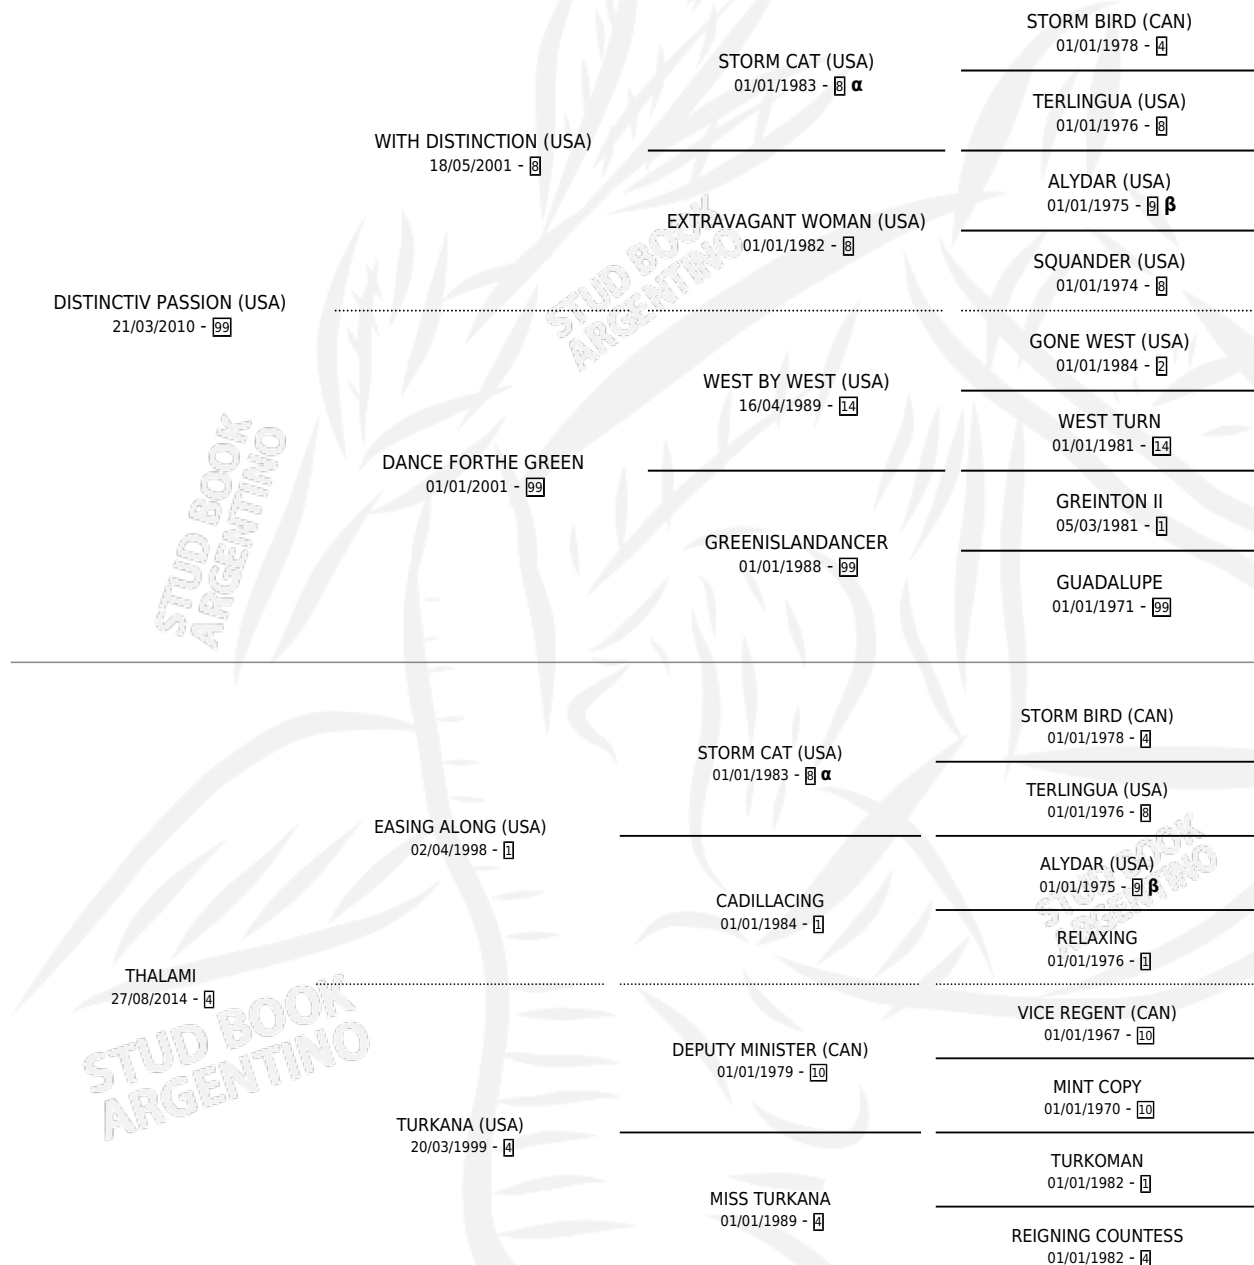 STORM BIRD (CAN)
01/01/1978 - 4
STORM CAT (USA)
01/01/1983 - 8 α
TERLINGUA (USA)
01/01/1976 - 8
WITH DISTINCTION (USA)
18/05/2001 - 8
ALYDAR (USA)
01/01/1975 - 9 β
EXTRAVAGANT WOMAN (USA)
01/01/1982 - 8
SQUANDER (USA)
01/01/1974 - 8
DISTINCTIV PASSION (USA)
21/03/2010 - 99
GONE WEST (USA)
01/01/1984 - 2
WEST BY WEST (USA)
16/04/1989 - 14
WEST TURN
01/01/1981 - 14
DANCE FORTHE GREEN
01/01/2001 - 99
GREINTON II
05/03/1981 - 1
GREENISLANDANCER
01/01/1988 - 99
GUADALUPE
01/01/1971 - 99
STUD BOOK
ARGENTINO
STUD BOOK
ARGENTINO
STORM BIRD (CAN)
01/01/1978 - 4
STORM CAT (USA)
01/01/1983 - 8 α
TERLINGUA (USA)
01/01/1976 - 8
EASING ALONG (USA)
02/04/1998 - 1
ALYDAR (USA)
01/01/1975 - 9 β
CADILLACING
01/01/1984 - 1
RELAXING
01/01/1976 - 1
THALAMI
27/08/2014 - 4
VICE REGENT (CAN)
01/01/1967 - 10
DEPUTY MINISTER (CAN)
01/01/1979 - 10
MINT COPY
01/01/1970 - 10
TURKANA (USA)
20/03/1999 - 4
TURKOMAN
01/01/1982 - 1
MISS TURKANA
01/01/1989 - 4
REIGNING COUNTESS
01/01/1982 - 4
STUD BOOK
ARGENTINO
STUD BOOK
ARGENTINO